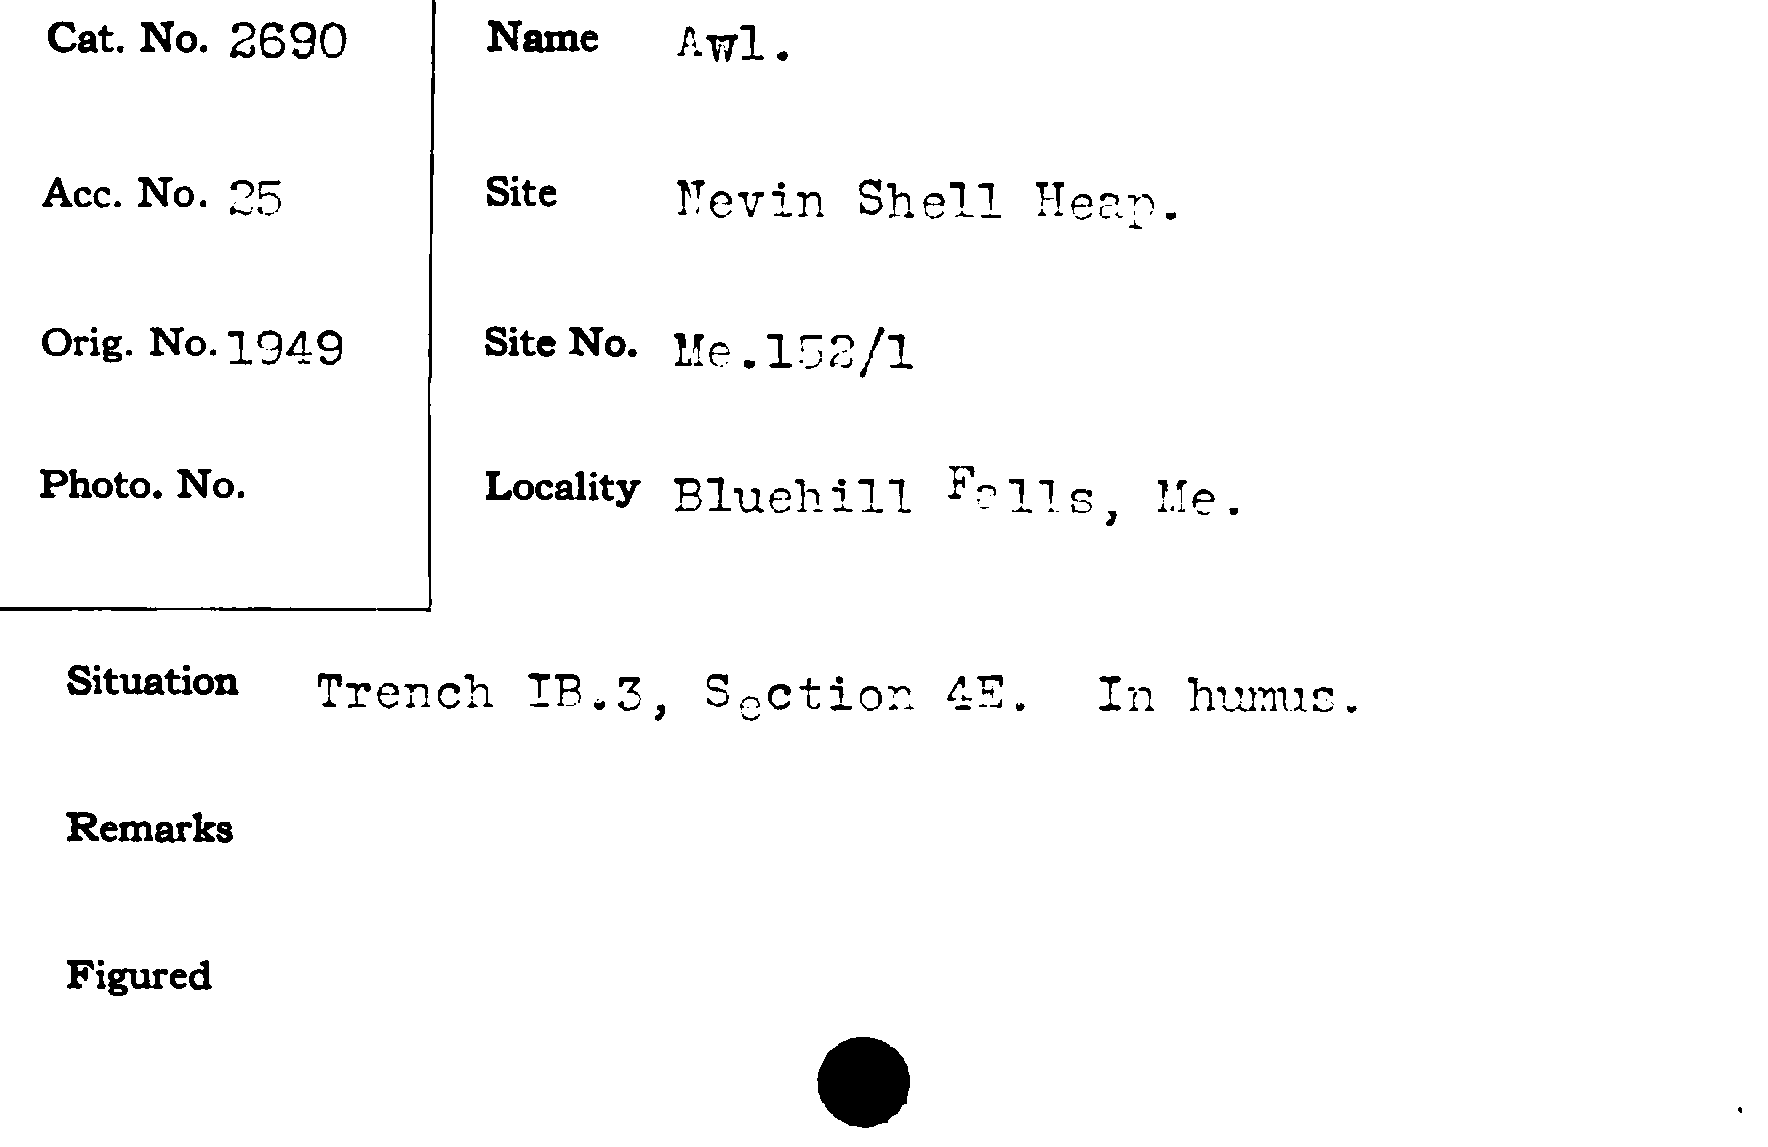 Cat. No. 2690
Name Awl.
Acc. No. 25
Site Nevin Shell Heap.
Orig. No. 1949
Site No. Me.152/1
Photo. No.
Locality Bluehill Falls, Me.
Situation Trench IB.3, Section 4E. In humus.
Remarks
Figured